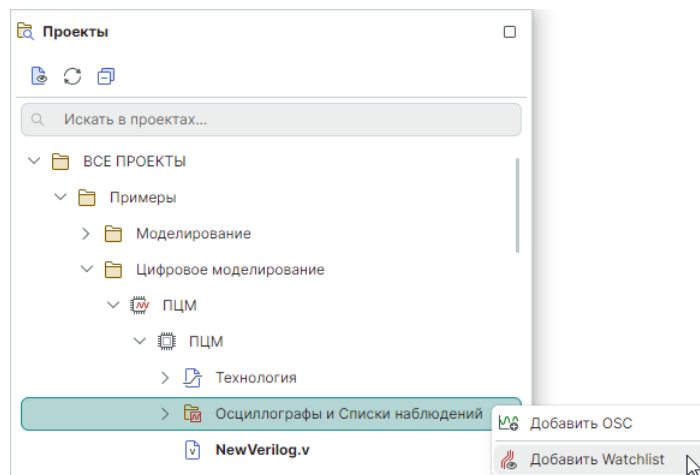 Проекты
Искать в проектах...
ВСЕ ПРОЕКТЫ
Примеры
Моделирование
Цифровое моделирование
ПЦМ
ПЦМ
Технология
Осциллографы и Списки наблюдений
Добавить OSC
NewVerilog.v
Добавить Watchlist